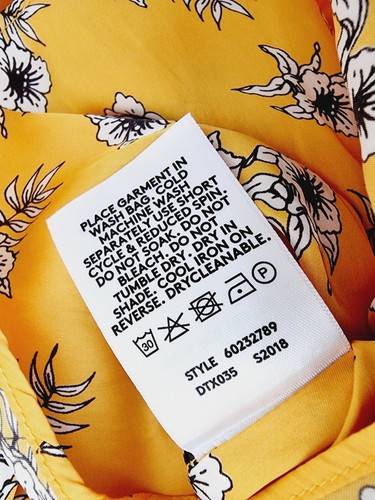 PLACE GARMENT IN
WASH BAG. COLD
MACHINE WASH
SEPARATELY USE SHORT
CYCLE & REDUCED SPIN.
DO NOT SOAK. DO NOT
BLEACH. DO NOT
TUMBLE DRY. DRY IN
SHADE. COOL IRON ON
REVERSE. DRYCLEANABLE.
30 P
STYLE 60232789
DTX035 S2018